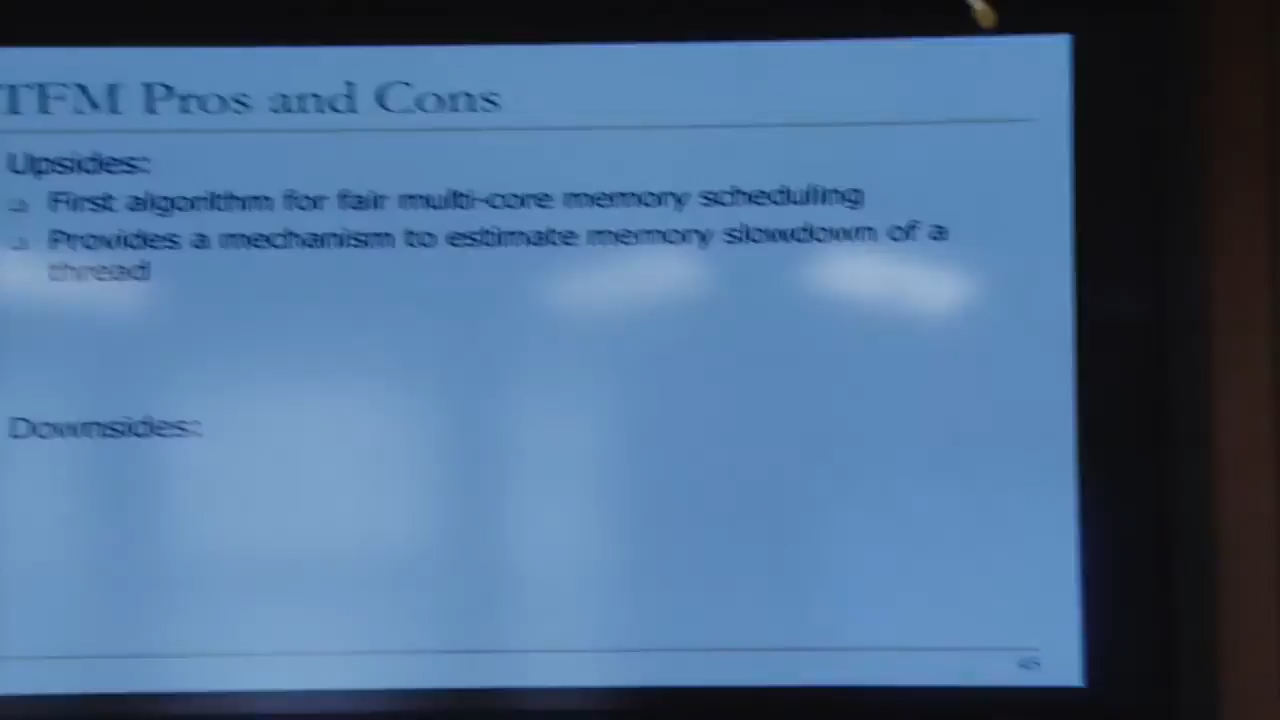 TFM Pros and Cons
Upsides:
First algorithm for fair multi-core memory scheduling
Provides a mechanism to estimate memory slowdown of a
thread
Downsides: